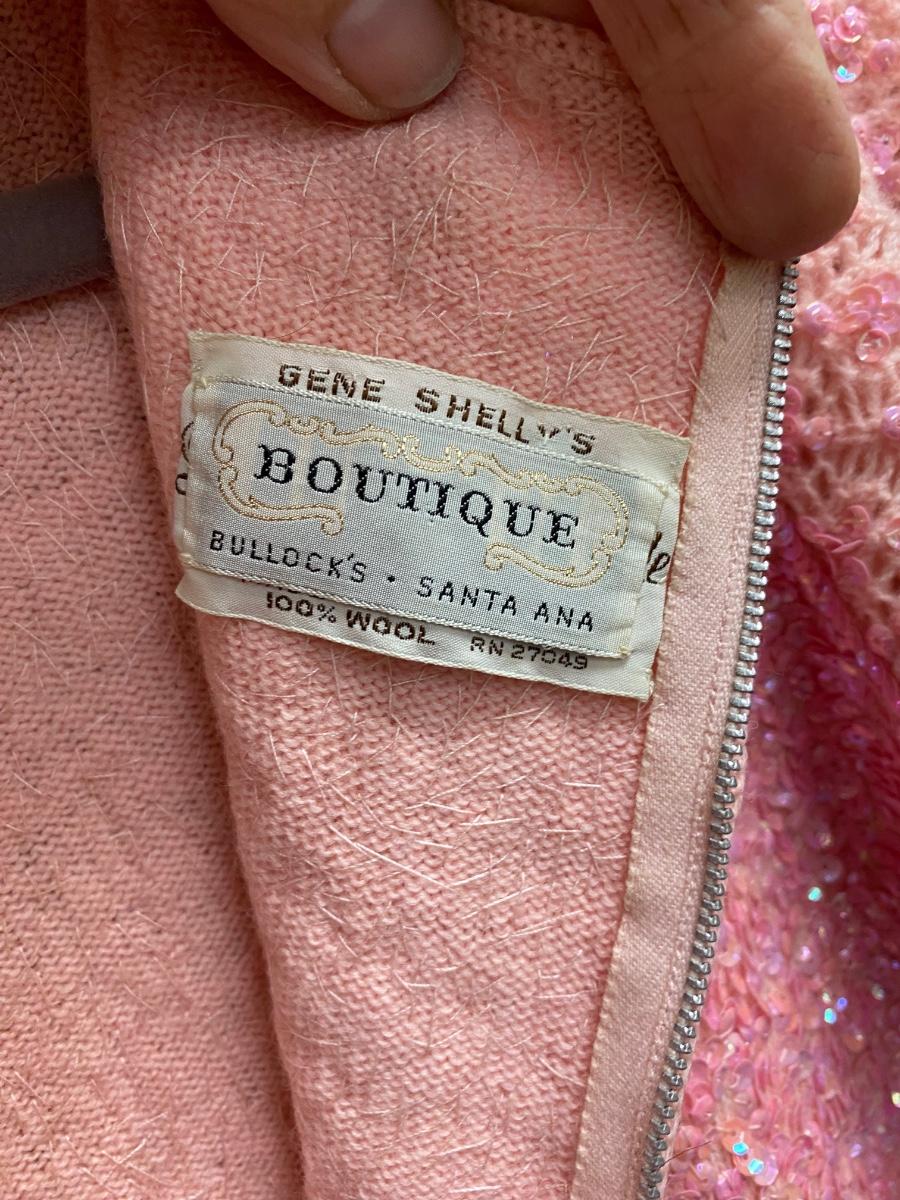 GENE SHELLY'S
BOUTIQUE
BULLOCK'S · SANTA ANA
100% WOOL RN 27049